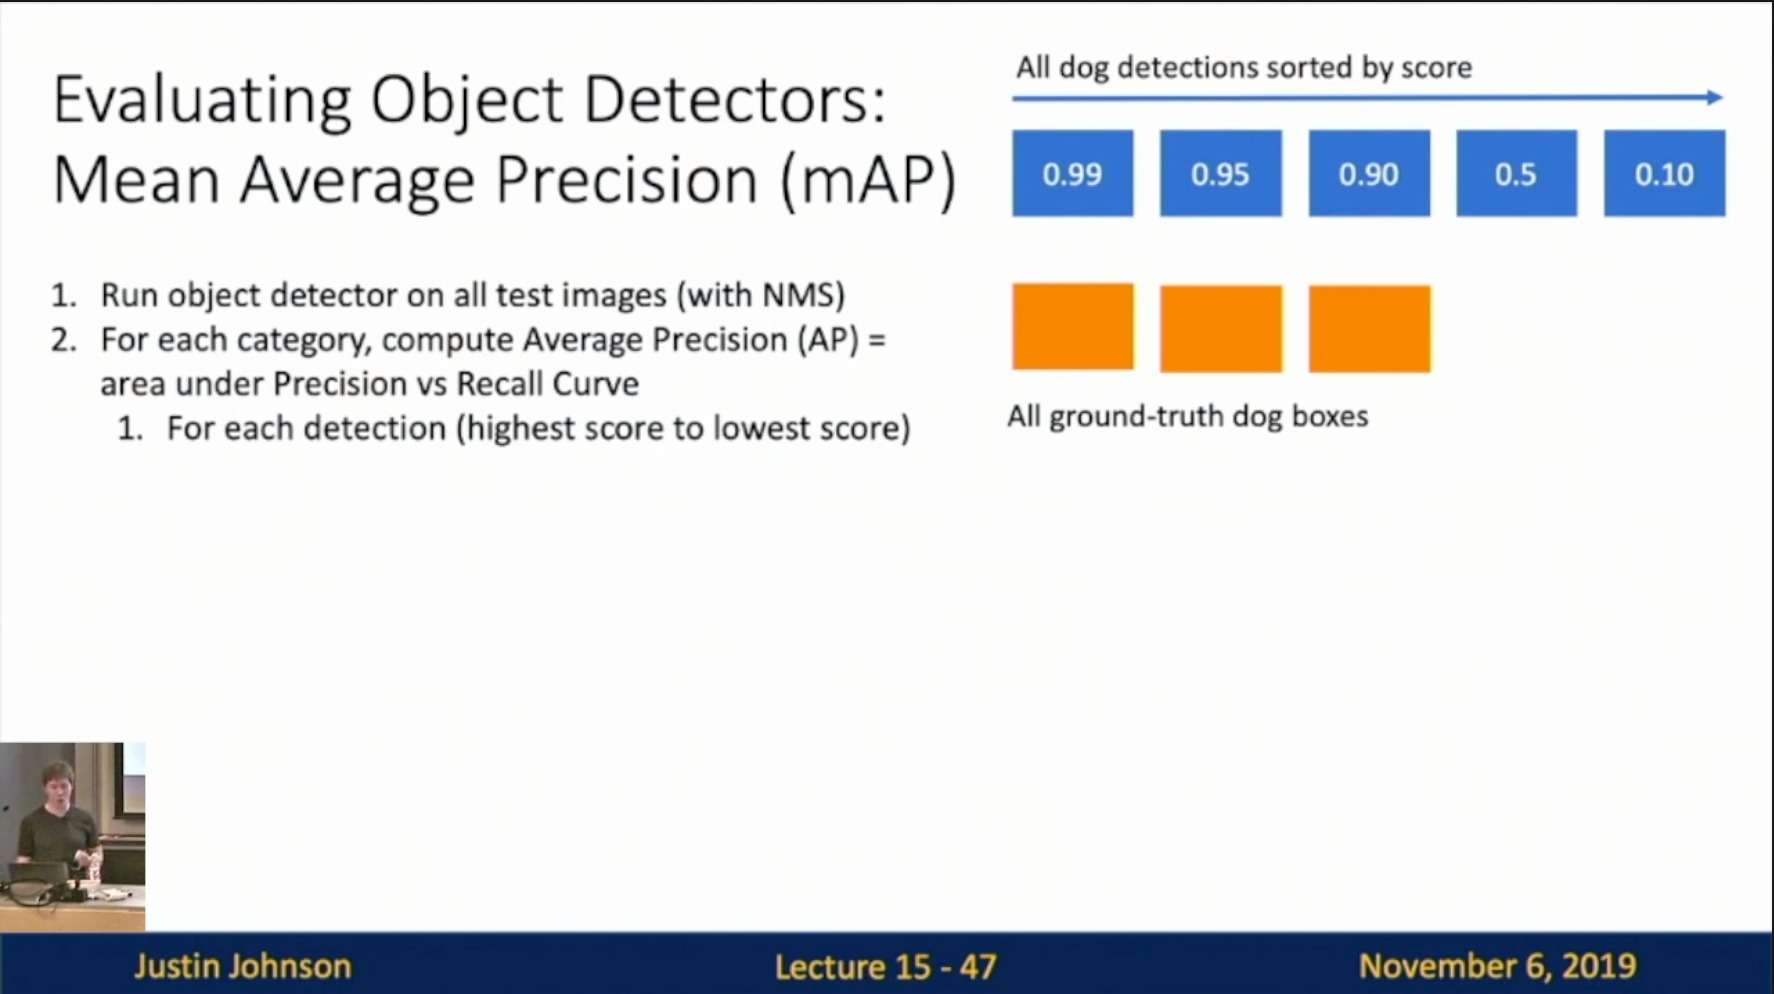 Evaluating Object Detectors:
Mean Average Precision (mAP)
1. Run object detector on all test images (with NMS)
2. For each category, compute Average Precision (AP) =
area under Precision vs Recall Curve
1. For each detection (highest score to lowest score)
All dog detections sorted by score
0.99 0.95 0.90 0.5 0.10
All ground-truth dog boxes
Justin Johnson Lecture 15 - 47 November 6, 2019